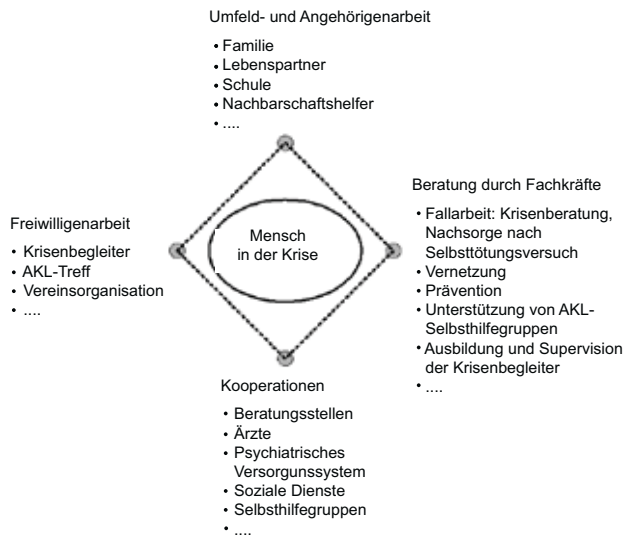 Umfeld- und Angehörigenarbeit
• Familie
• Lebenspartner
• Schule
• Nachbarschaftshelfer
• ....
Freiwilligenarbeit
• Krisenbegleiter
• AKL-Treff
• Vereinsorganisation
• ....
Mensch
in der Krise
Beratung durch Fachkräfte
• Fallarbeit: Krisenberatung,
Nachsorge nach
Selbsttötungsversuch
• Vernetzung
• Prävention
• Unterstützung von AKL-
Selbsthilfegruppen
• Ausbildung und Supervision
der Krisenbegleiter
• ....
Kooperationen
• Beratungsstellen
• Ärzte
• Psychiatrisches
Versorgunssystem
• Soziale Dienste
• Selbsthilfegruppen
• ....